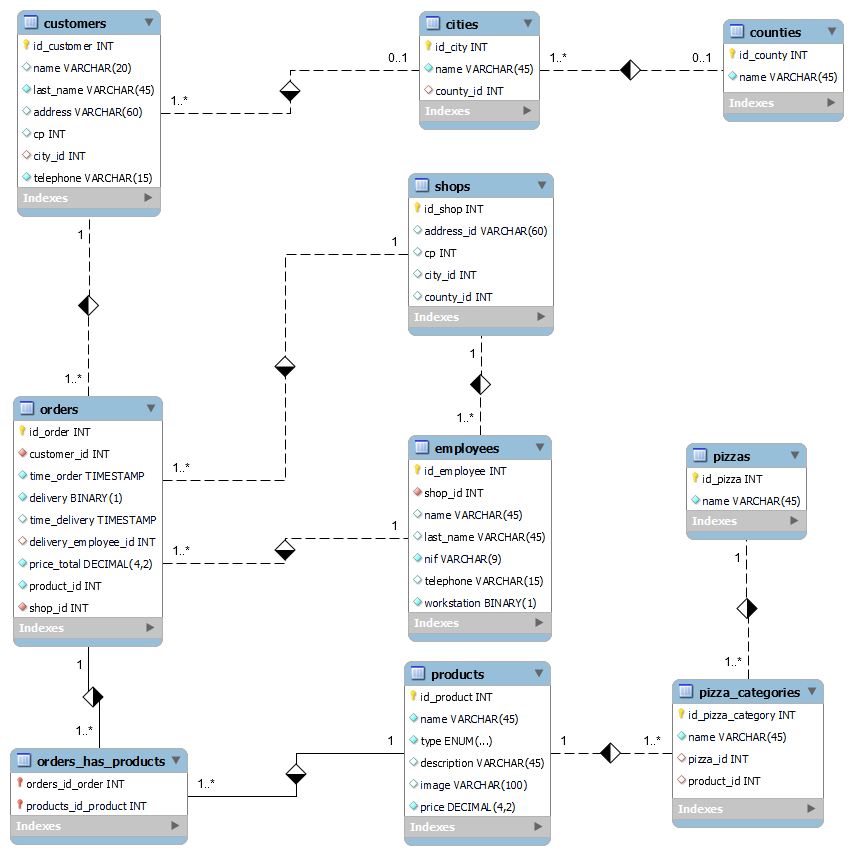 customers
id_customer INT
name VARCHAR(20)
last_name VARCHAR(45)
address VARCHAR(60)
cp INT
city_id INT
telephone VARCHAR(15)
Indexes
1..*
0..1
cities
id_city INT
name VARCHAR(45)
county_id INT
Indexes
1..*
0..1
counties
id_county INT
name VARCHAR(45)
Indexes
1
1..*
shops
id_shop INT
address_id VARCHAR(60)
cp INT
city_id INT
county_id INT
Indexes
1
1..*
1
1..*
orders
id_order INT
customer_id INT
time_order TIMESTAMP
delivery BINARY(1)
time_delivery TIMESTAMP
delivery_employee_id INT
price_total DECIMAL(4,2)
product_id INT
shop_id INT
Indexes
1..*
1
employees
id_employee INT
shop_id INT
name VARCHAR(45)
last_name VARCHAR(45)
nif VARCHAR(9)
telephone VARCHAR(15)
workstation BINARY(1)
Indexes
pizzas
id_pizza INT
name VARCHAR(45)
Indexes
1
1..*
1
1..*
orders_has_products
orders_id_order INT
products_id_product INT
Indexes
1..*
1
products
id_product INT
name VARCHAR(45)
type ENUM(...)
description VARCHAR(45)
image VARCHAR(100)
price DECIMAL(4,2)
Indexes
1
1..*
pizza_categories
id_pizza_category INT
name VARCHAR(45)
pizza_id INT
product_id INT
Indexes